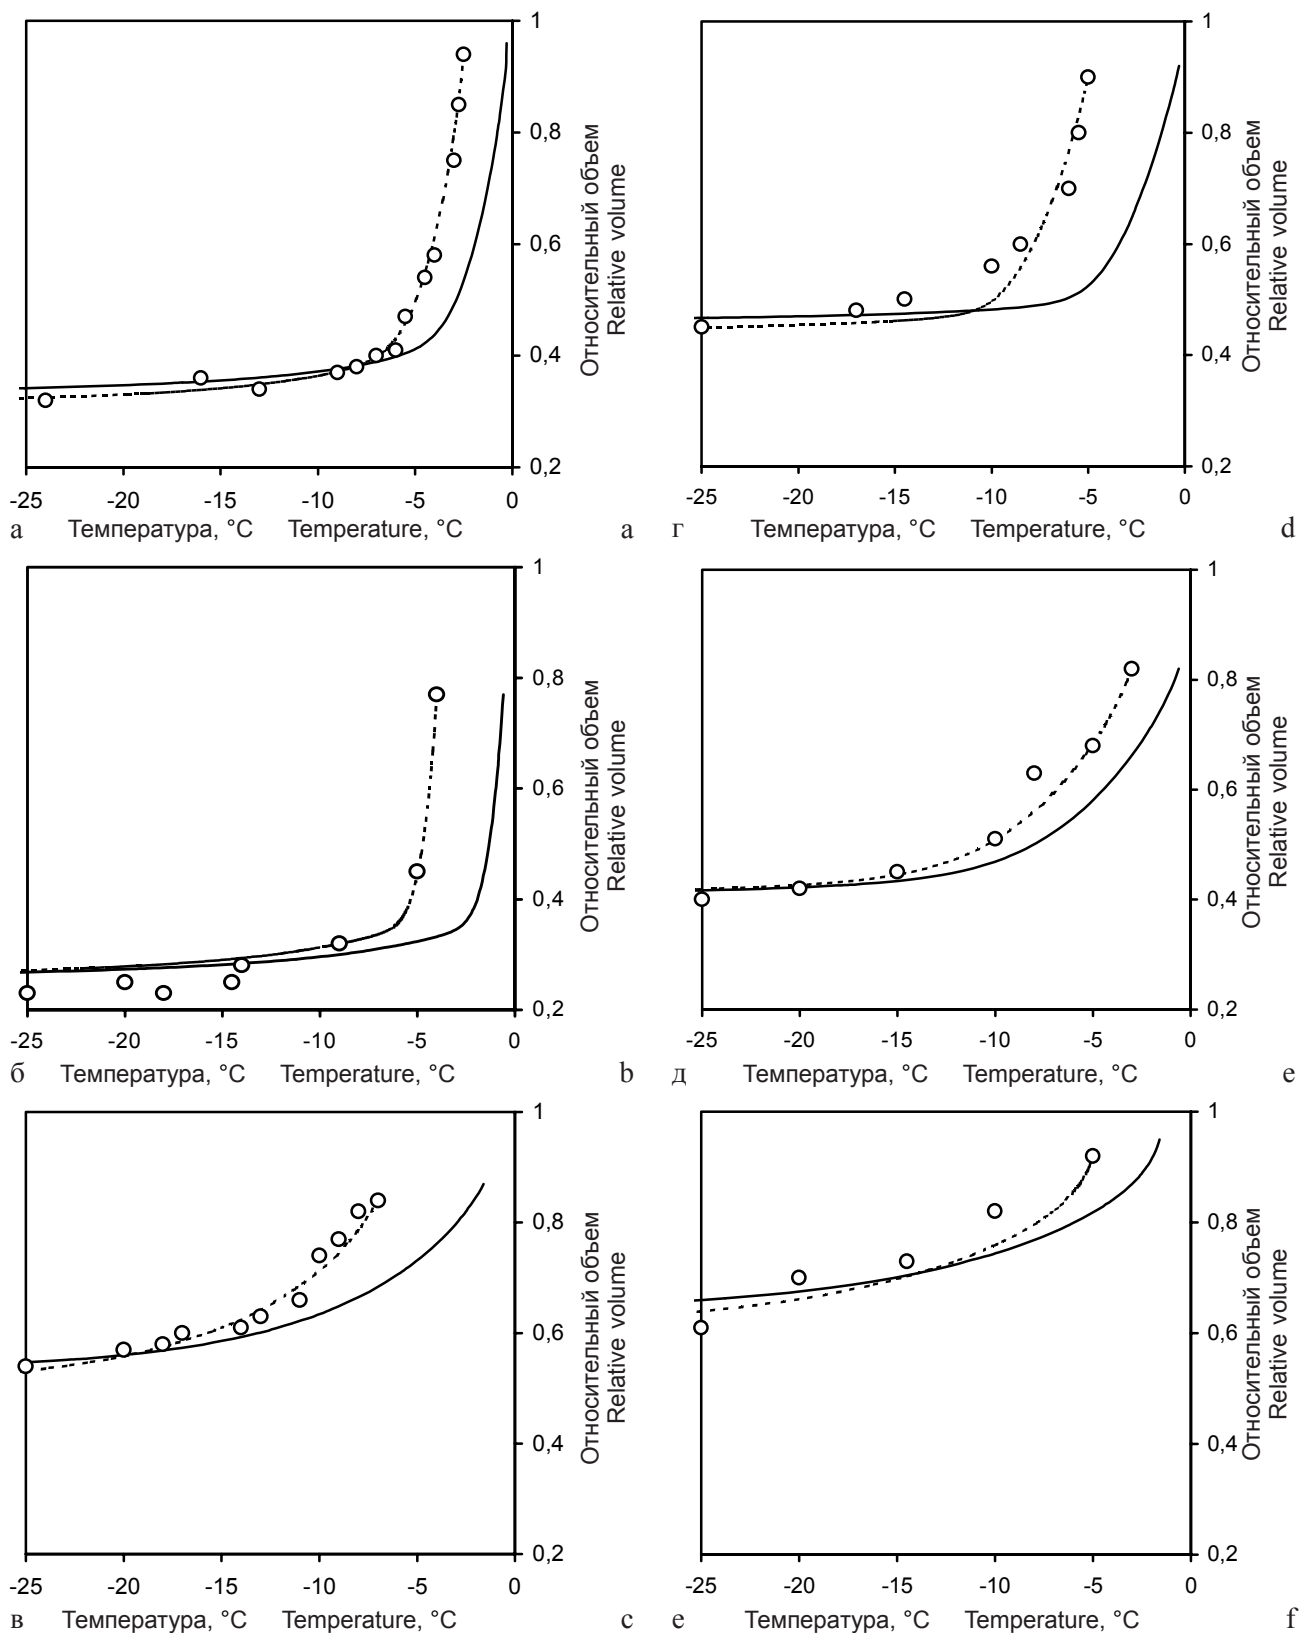 1
0,8
0,6
0,4
0,2
Относительный объем
Relative volume
-25 -20 -15 -10 -5 0
а Температура, °C Temperature, °C a
1
0,8
0,6
0,4
0,2
Относительный объем
Relative volume
-25 -20 -15 -10 -5 0
г Температура, °C Temperature, °C d
1
0,8
0,6
0,4
0,2
Относительный объем
Relative volume
-25 -20 -15 -10 -5 0
б Температура, °C Temperature, °C b
1
0,8
0,6
0,4
0,2
Относительный объем
Relative volume
-25 -20 -15 -10 -5 0
д Температура, °C Temperature, °C e
1
0,8
0,6
0,4
0,2
Относительный объем
Relative volume
-25 -20 -15 -10 -5 0
в Температура, °C Temperature, °C c
1
0,8
0,6
0,4
0,2
Относительный объем
Relative volume
-25 -20 -15 -10 -5 0
е Температура, °C Temperature, °C f